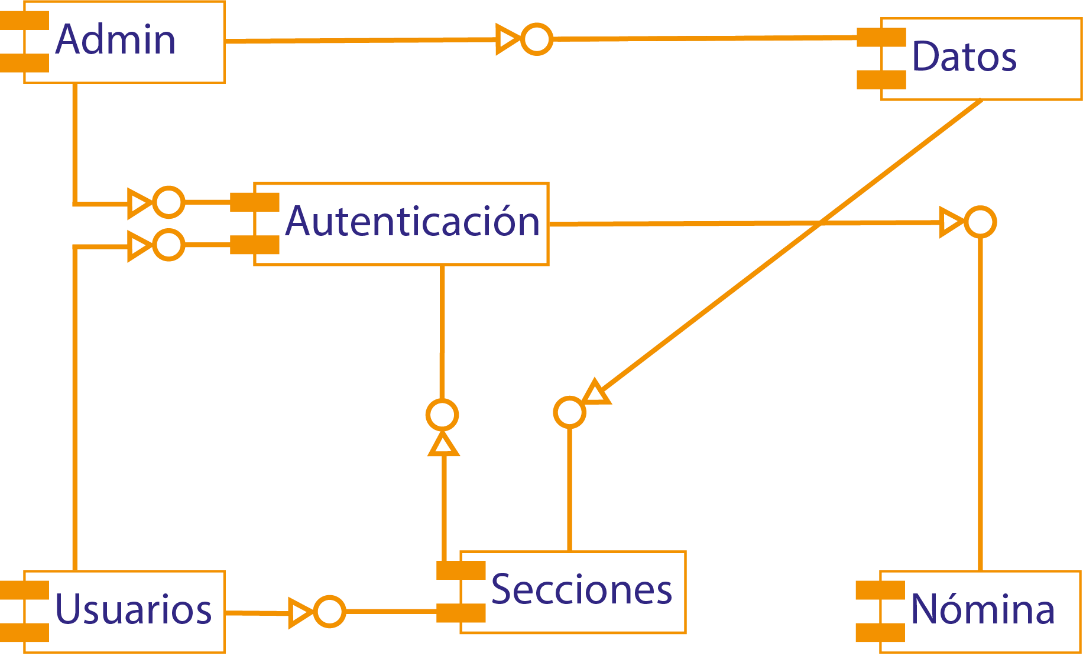 Admin
Datos
Autenticación
Usuarios
Secciones
Nómina